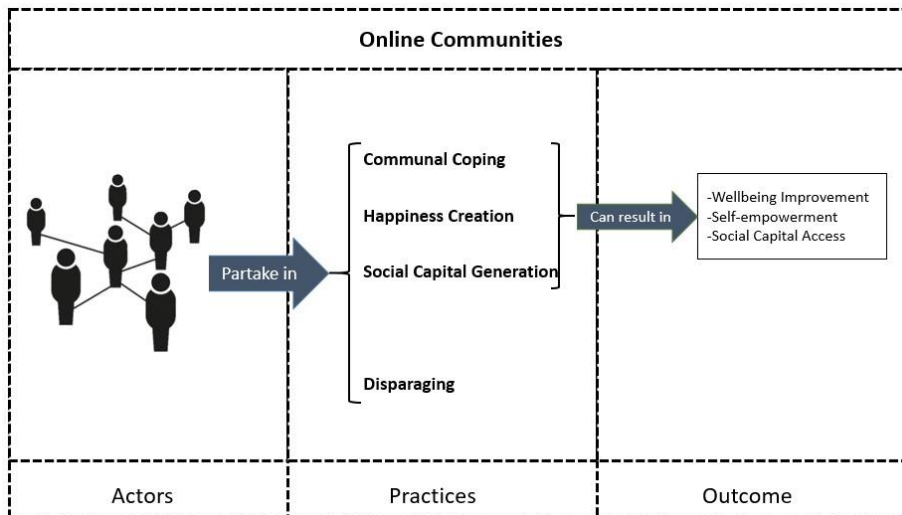 Online Communities
Partake in
Communal Coping
Happiness Creation
Social Capital Generation
Disparaging
Can result in
-Wellbeing Improvement
-Self-empowerment
-Social Capital Access
Actors
Practices
Outcome